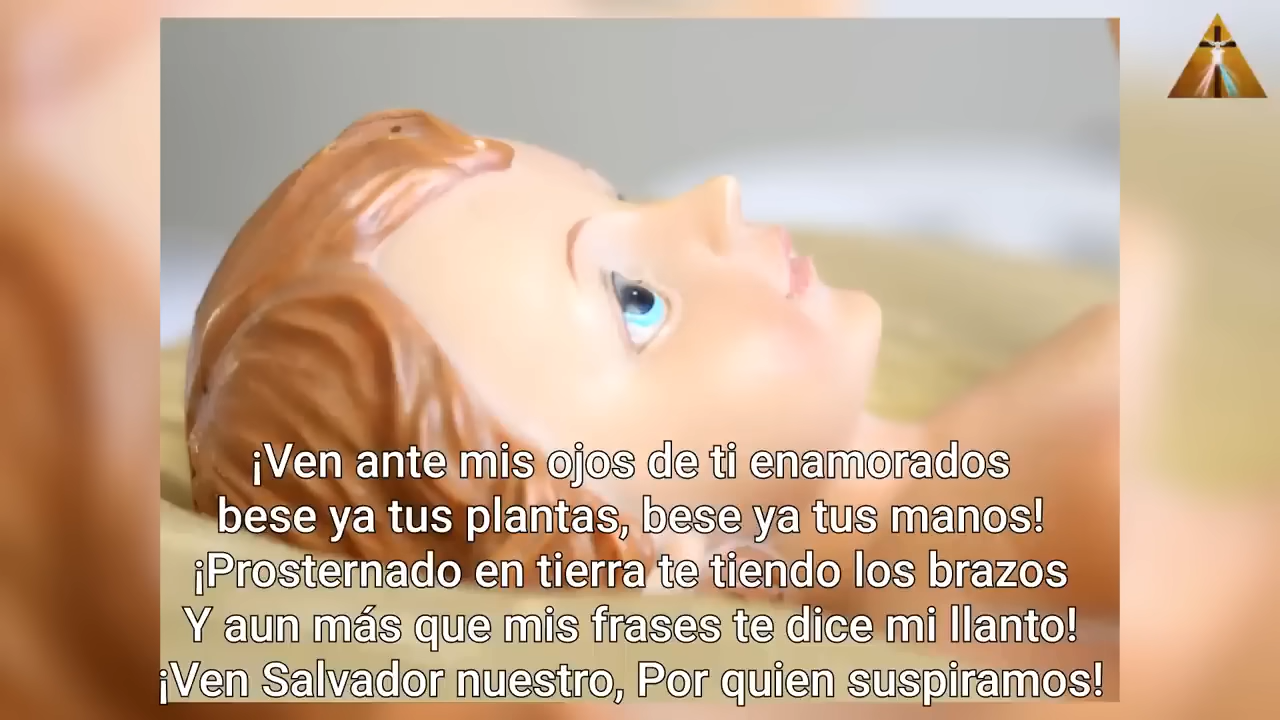 ¡Ven ante mis ojos de ti enamorados
bese ya tus plantas, bese ya tus manos!
¡Prosternado en tierra te tiendo los brazos
Y aun más que mis frases te dice mi llanto!
¡Ven Salvador nuestro, Por quien suspiramos!